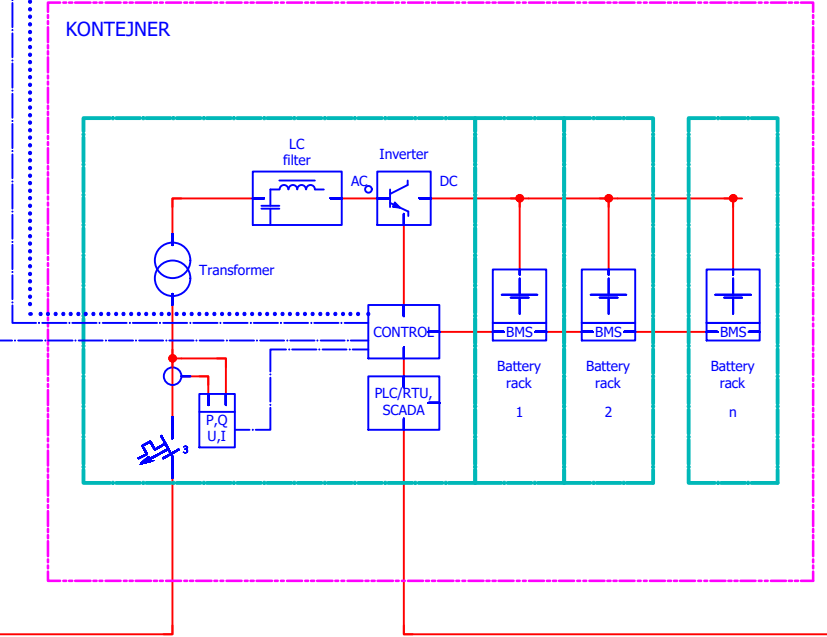 KONTEJNER
LC
filter
Inverter
AC
DC
Transformer
CONTROL
BMS
BMS
BMS
PLC/RTU,
SCADA
P,Q
U,I
3
Battery
rack
1
Battery
rack
2
Battery
rack
n